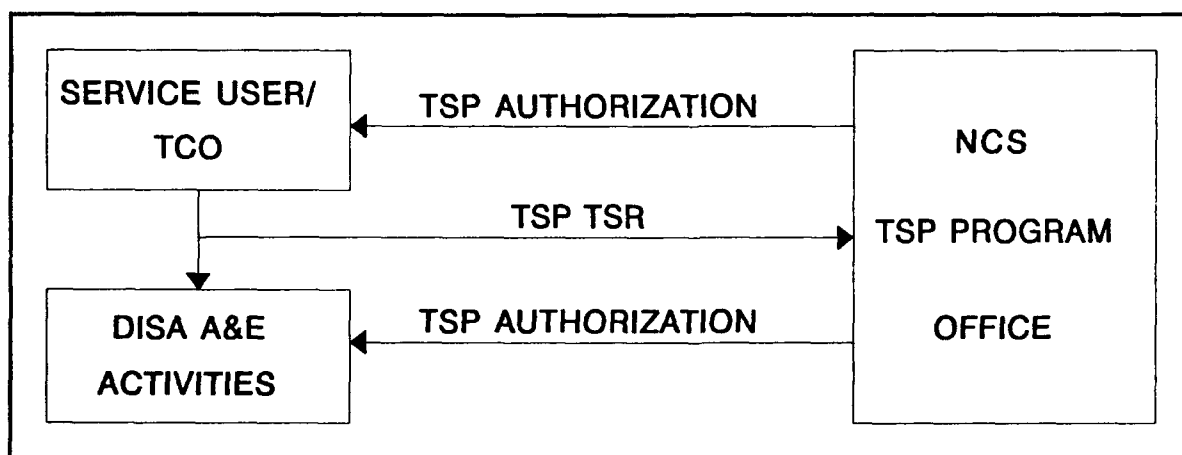 SERVICE USER/
TCO
TSP AUTHORIZATION
NCS
TSP TSR
TSP PROGRAM
DISA A&E
ACTIVITIES
TSP AUTHORIZATION
OFFICE